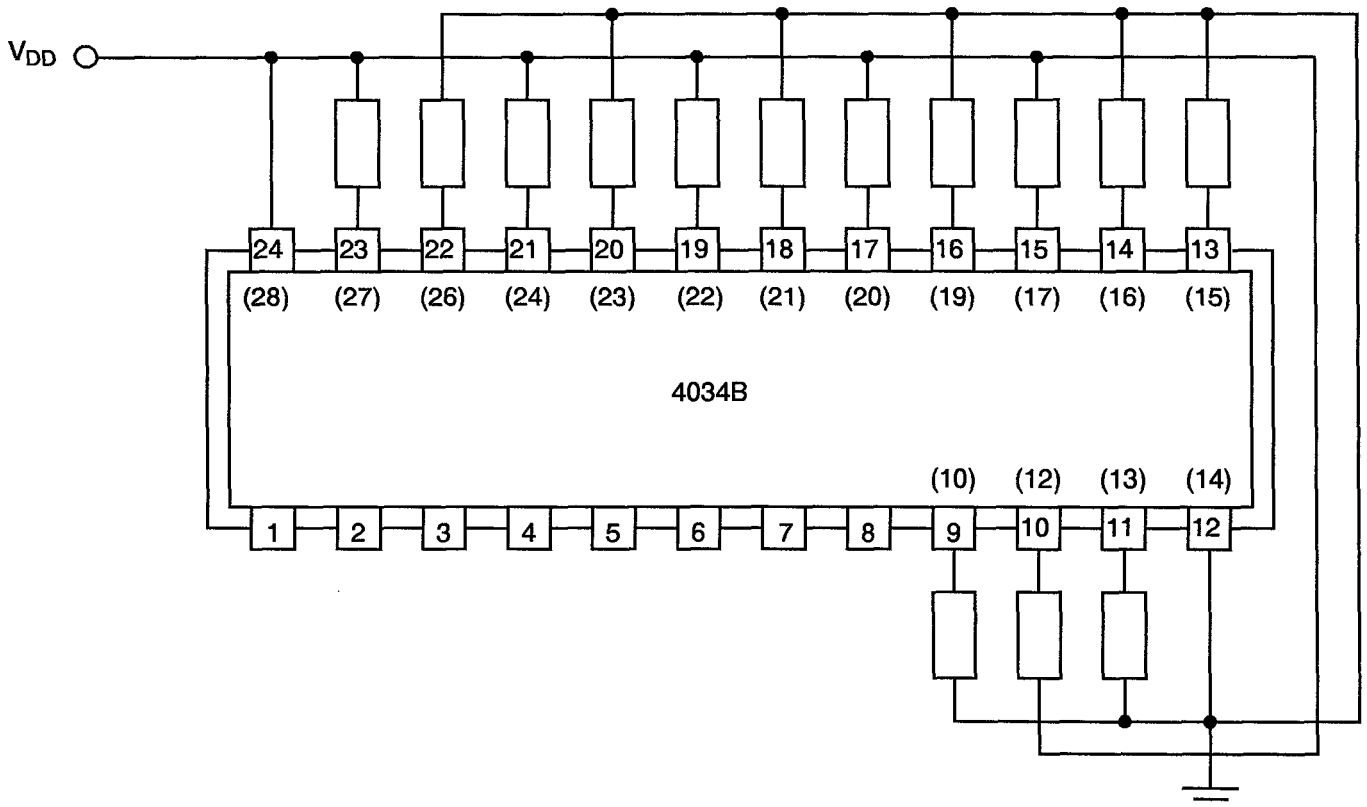 VDD
24 23 22 21 20 19 18 17 16 15 14 13
(28) (27) (26) (24) (23) (22) (21) (20) (19) (17) (16) (15)
4034B
(10) (12) (13) (14)
1 2 3 4 5 6 7 8 9 10 11 12